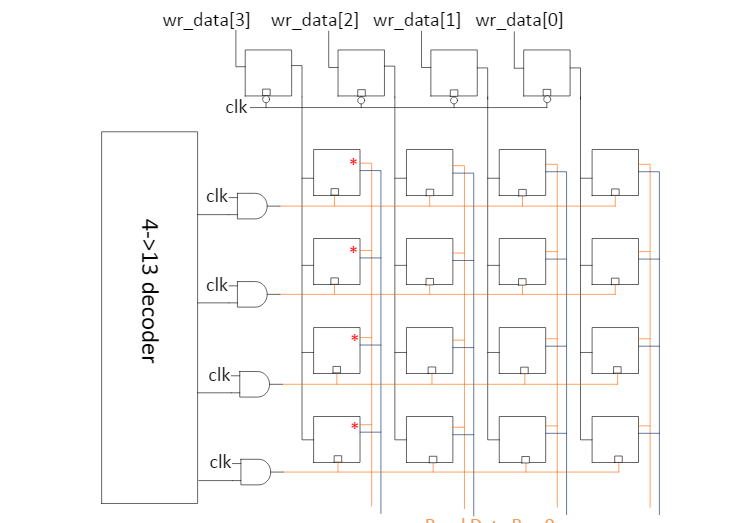 wr_data[3] wr_data[2] wr_data[1] wr_data[0]
clk
clk
4->13 decoder
clk
clk
clk
*
*
*
*